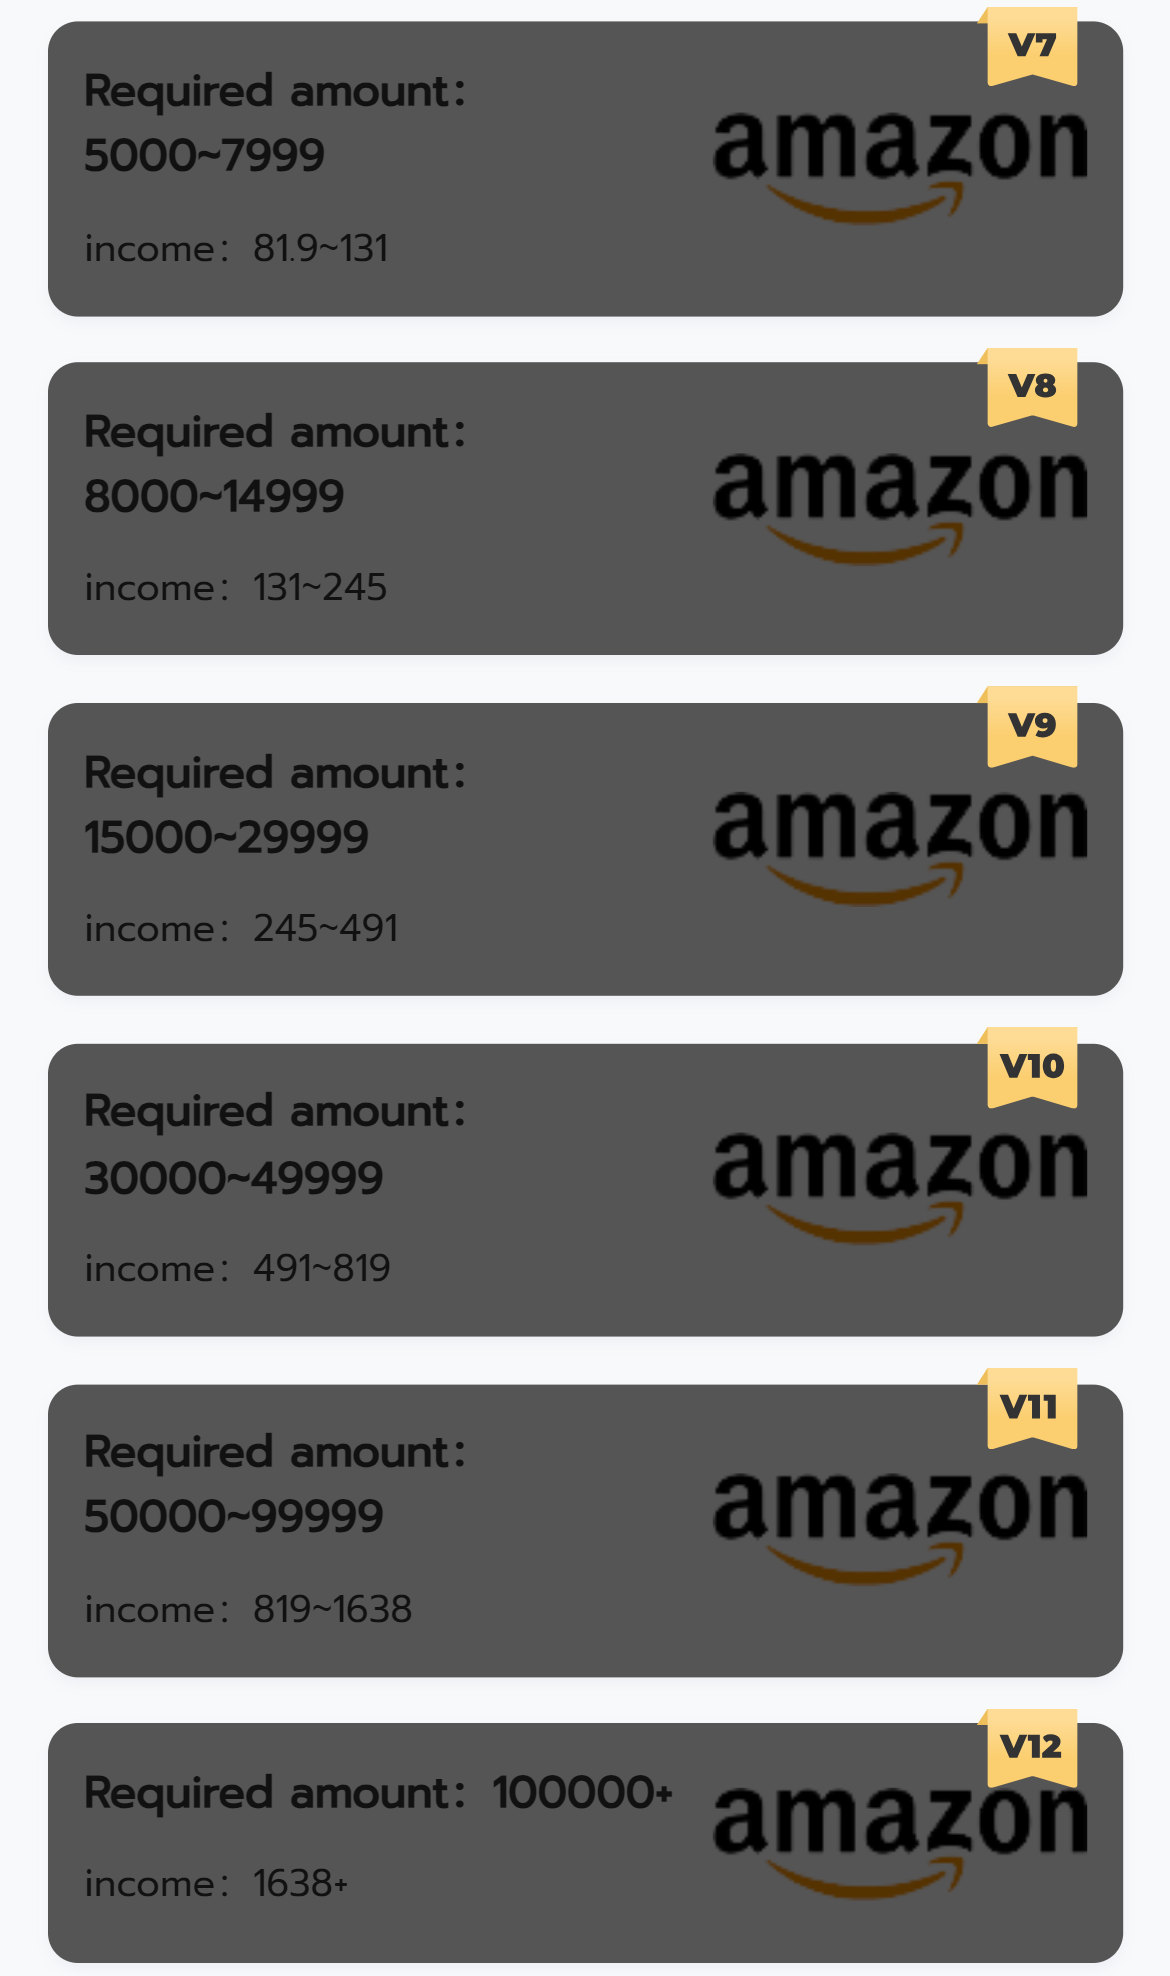 V7
Required amount:
5000~7999
amazon
income: 81.9~131
V8
Required amount:
8000~14999
amazon
income: 131~245
V9
Required amount:
15000~29999
amazon
income: 245~491
V10
Required amount:
30000~49999
amazon
income: 491~819
V11
Required amount:
50000~99999
amazon
income: 819~1638
V12
Required amount: 100000+
amazon
income: 1638+